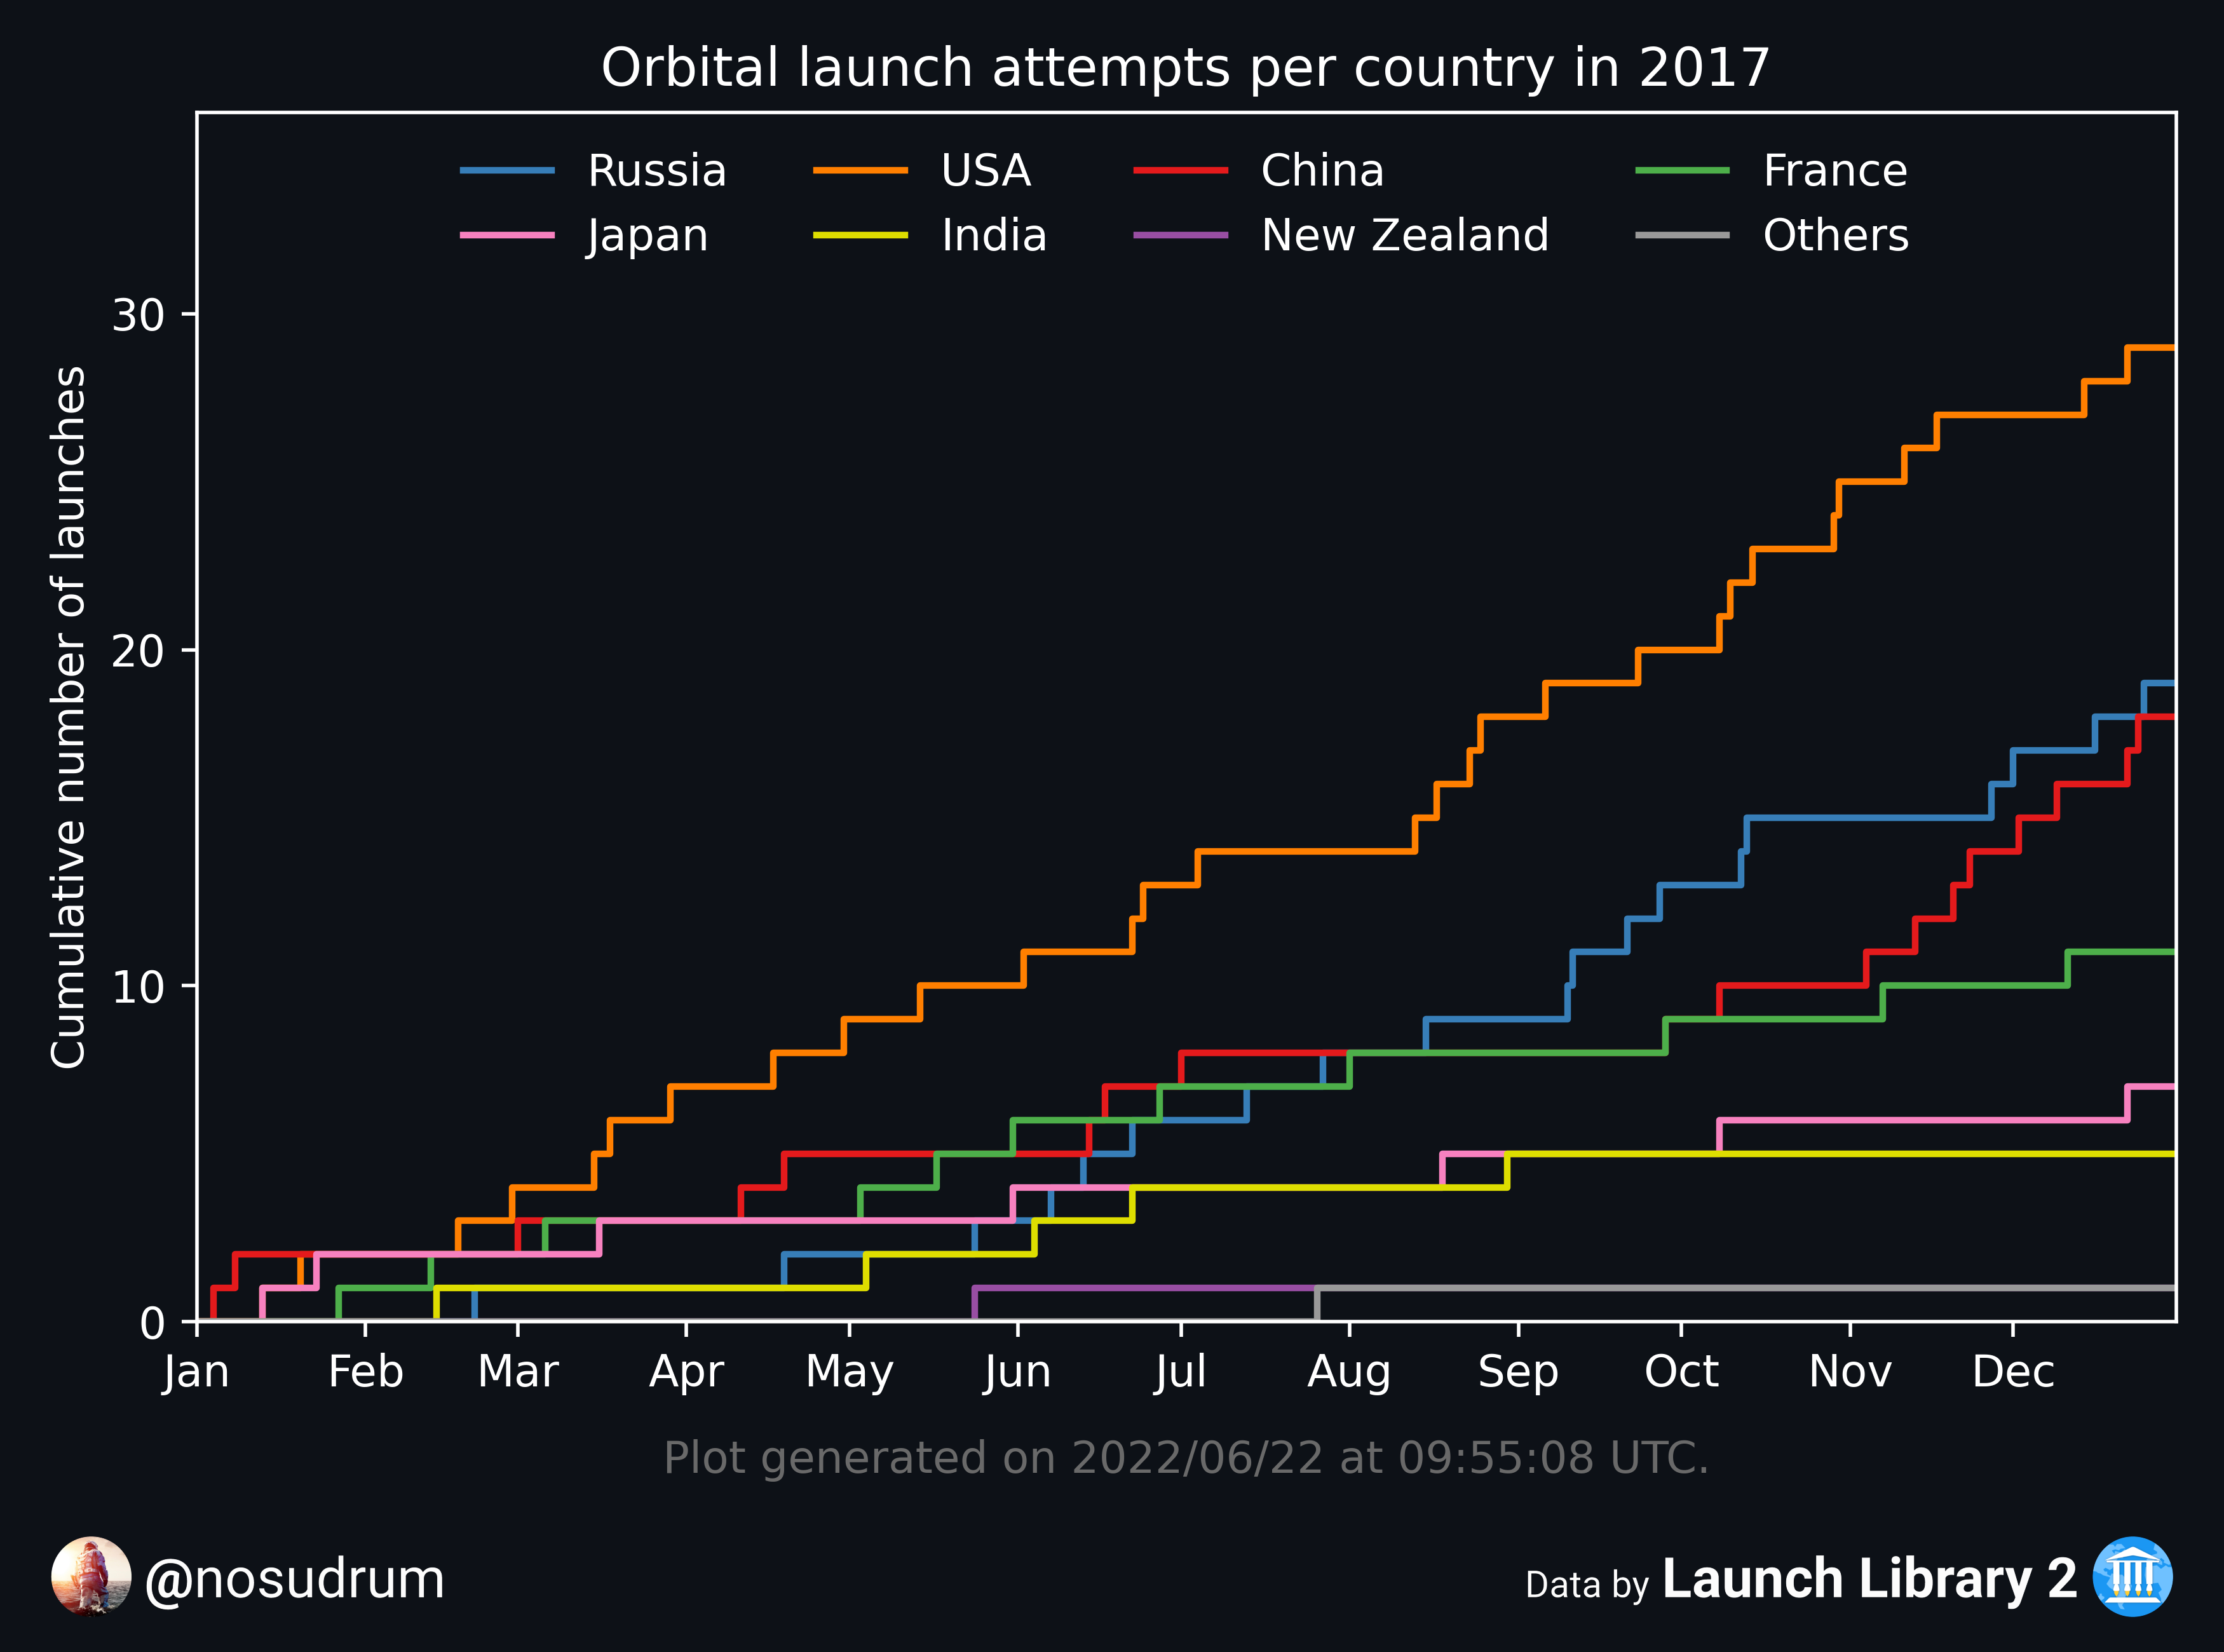 Orbital launch attempts per country in 2017
Russia USA China France
Japan India New Zealand Others
Cumulative number of launches
30
20
10
0
Jan Feb Mar Apr May Jun Jul Aug Sep Oct Nov Dec
Plot generated on 2022/06/22 at 09:55:08 UTC.
@nosudrum
Data by Launch Library 2